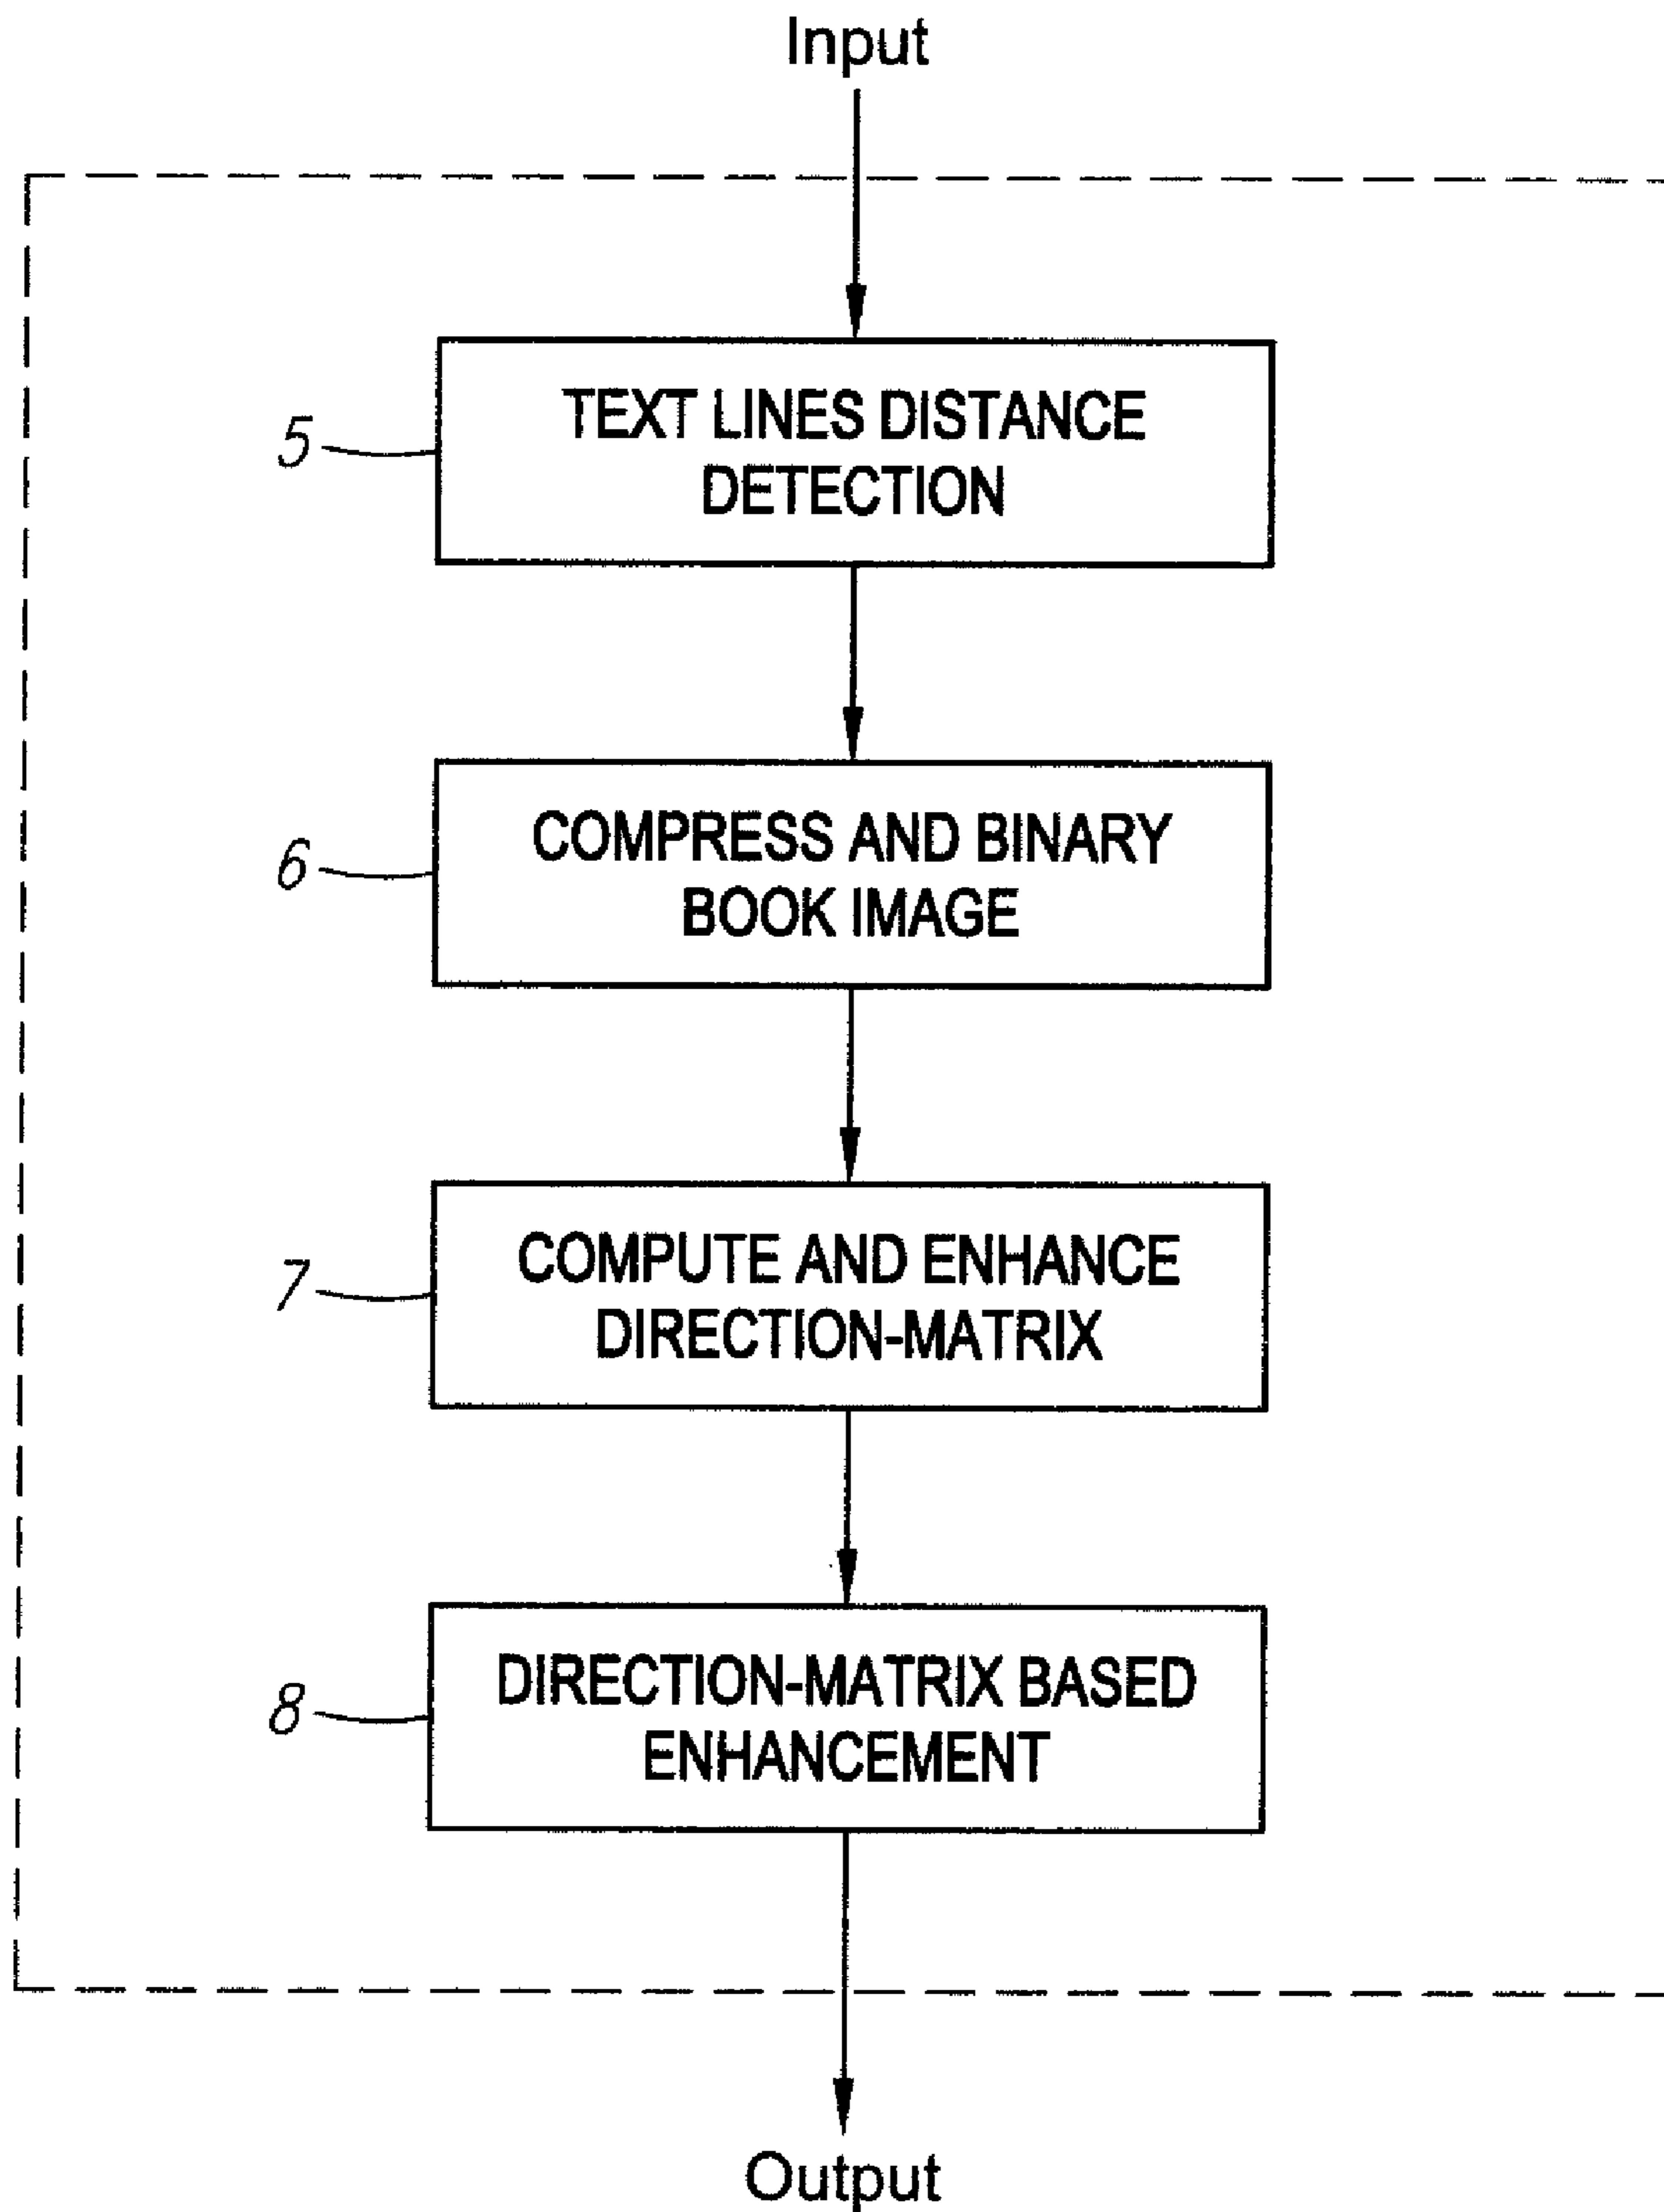 Input
5
TEXT LINES DISTANCE
DETECTION
6
COMPRESS AND BINARY
BOOK IMAGE
7
COMPUTE AND ENHANCE
DIRECTION-MATRIX
8
DIRECTION-MATRIX BASED
ENHANCEMENT
Output